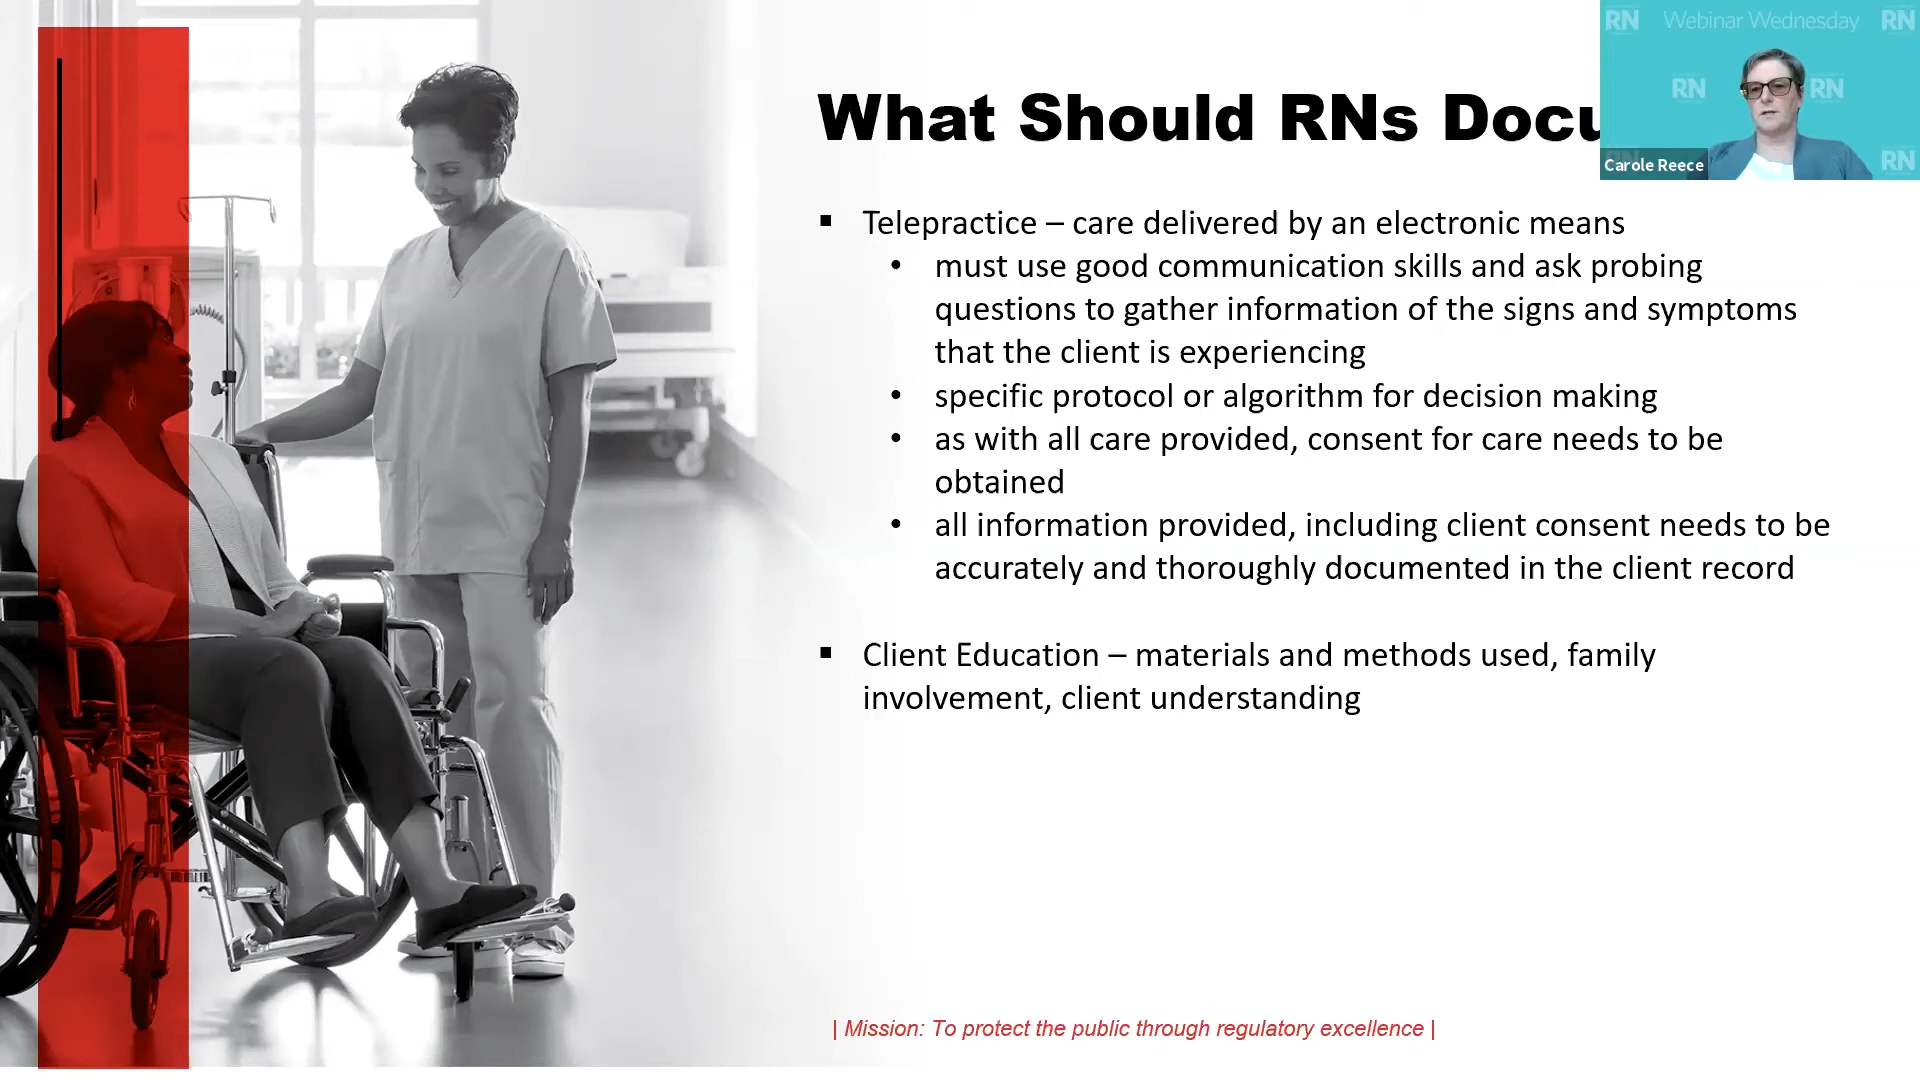 RN Webinar Wednesday RN
RN RN
RN
Carole Reece
What Should RNs Docu
▪ Telepractice – care delivered by an electronic means
• must use good communication skills and ask probing
questions to gather information of the signs and symptoms
that the client is experiencing
• specific protocol or algorithm for decision making
• as with all care provided, consent for care needs to be
obtained
• all information provided, including client consent needs to be
accurately and thoroughly documented in the client record
▪ Client Education – materials and methods used, family
involvement, client understanding
| Mission: To protect the public through regulatory excellence |